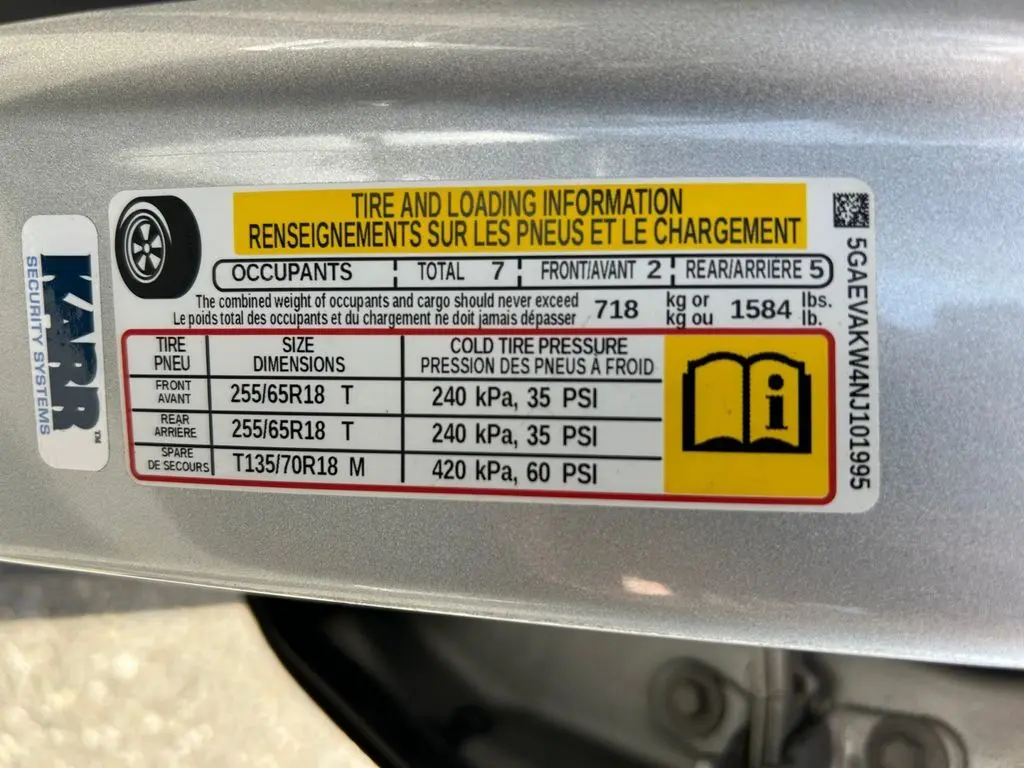 TIRE AND LOADING INFORMATION
RENSEIGNEMENTS SUR LES PNEUS ET LE CHARGEMENT
OCCUPANTS TOTAL 7 FRONT/AVANT 2 REAR/ARRIÈRE 5
The combined weight of occupants and cargo should never exceed 718 kg or 1584 lbs.
Le poids total des occupants et du chargement ne doit jamais dépasser kg ou lb.
TIRE SIZE COLD TIRE PRESSURE
PNEU DIMENSIONS PRESSION DES PNEUS À FROID
FRONT
AVANT 255/65R18 T 240 kPa, 35 PSI
REAR
ARRIÈRE 255/65R18 T 240 kPa, 35 PSI
SPARE
DE SECOURS T135/70R18 M 420 kPa, 60 PSI
5GAEVAKW4NJ101995
KARR™
SECURITY SYSTEMS